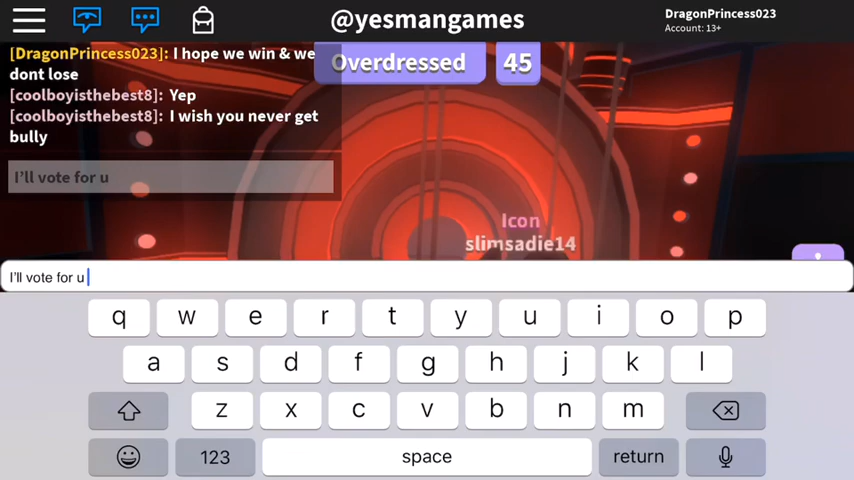 @yesmangames
DragonPrincess023
Account: 13+
[DragonPrincess023]: I hope we win & we
dont lose
[coolboyisthebest8]: Yep
[coolboyisthebest8]: I wish you never get
bully
Overdressed 45
I'll vote for u
Icon
slimsadie14
I'll vote for u
q w e r t y u i o p
a s d f g h j k l
z x c v b n m
123 space return